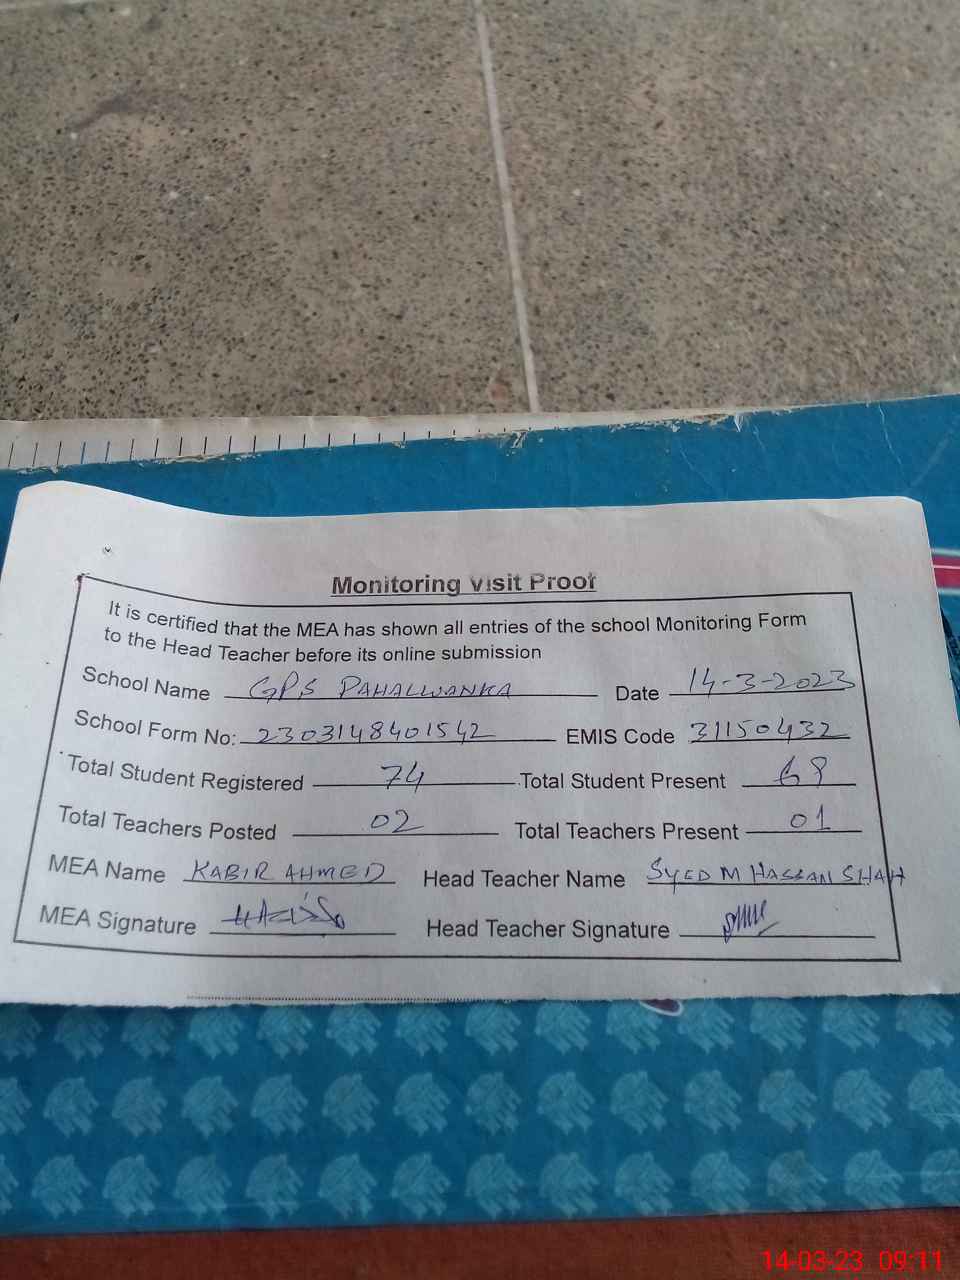 Monitoring Visit Proof
It is certified that the MEA has shown all entries of the school Monitoring Form
to the Head Teacher before its online submission
School Name GPS PAHALWANKA Date 14-3-2023
School Form No: 2303148401542 EMIS Code 31150432
Total Student Registered 74 Total Student Present
Total Teachers Posted 02 Total Teachers Present 01
MEA Name KABIR AHMED Head Teacher Name SYED M HASSAN SHAH
MEA Signature Head Teacher Signature
14-03-23 09:11